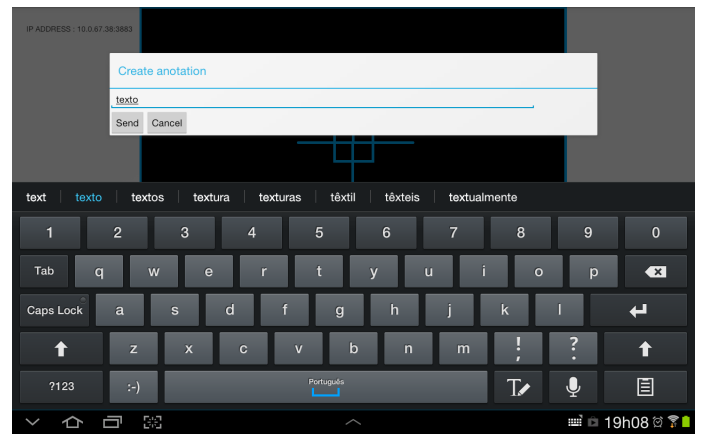 IP ADDRESS : 10.0.67.38:3883
Create anotation
texto
Send Cancel
text texto textos textura texturas têxtil têxteis textualmente
1 2 3 4 5 6 7 8 9 0
Tab q w e r t y u i o p
Caps Lock a s d f g h j k l
z x c v b n m ! , ? .
?123 :-) Português T
19h08